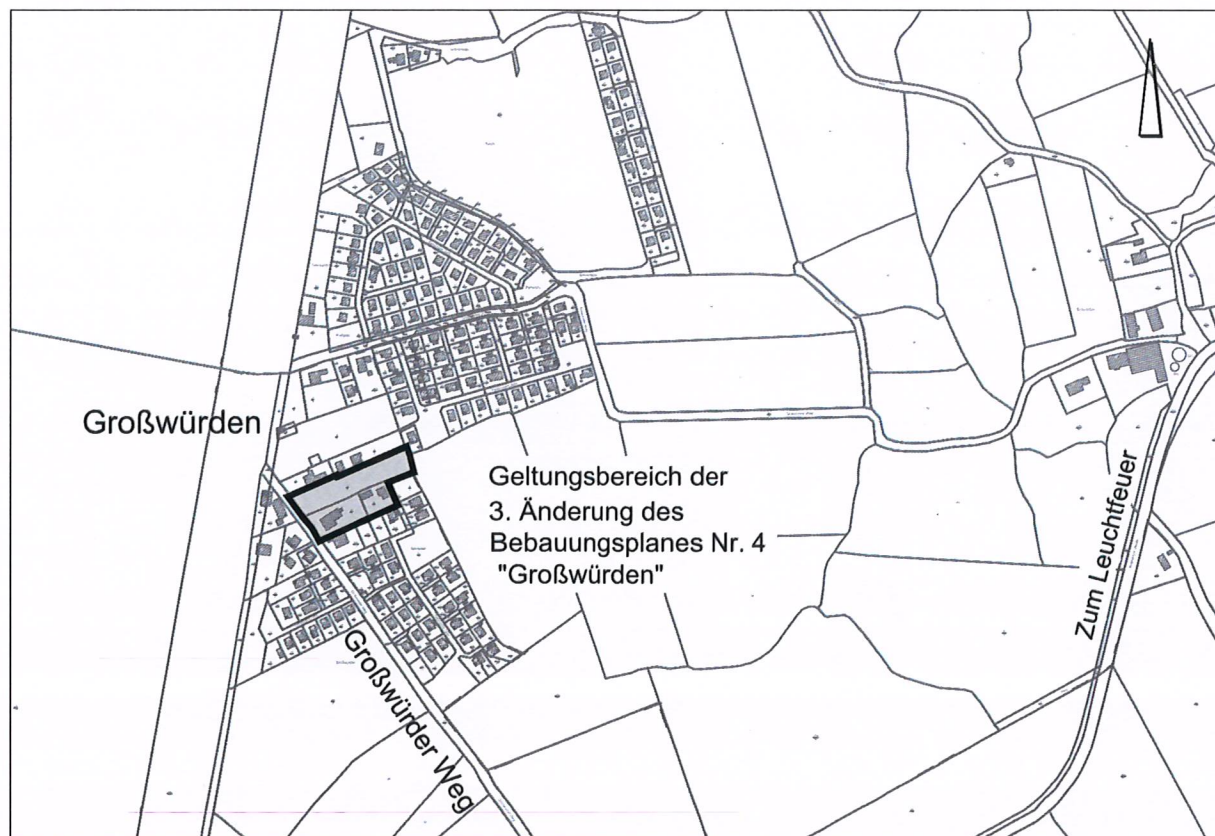 Großwürden
Geltungsbereich der
3. Änderung des
Bebauungsplanes Nr. 4
"Großwürden"
Zum Leuchtfeuer
Großwürder Weg